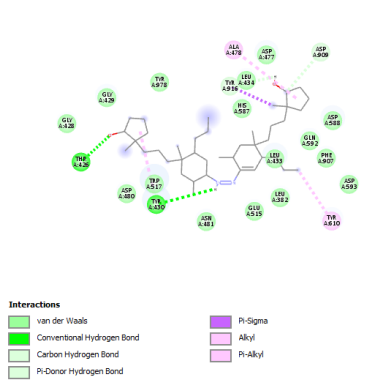 ALA
A:478
ASP
A:477
ASP
A:909
TYR
A:978
TYR
A:916
LEU
A:434
GLY
A:429
HIS
A:587
GLY
A:428
ASP
A:588
GLN
A:592
THR
A:426
LEU
A:433
PHE
A:907
TRP
A:517
ASP
A:593
ASP
A:480
LEU
A:382
TYR
A:430
GLU
A:515
TYR
A:610
ASN
A:481
Interactions
van der Waals
Conventional Hydrogen Bond
Carbon Hydrogen Bond
Pi-Donor Hydrogen Bond
Pi-Sigma
Alkyl
Pi-Alkyl